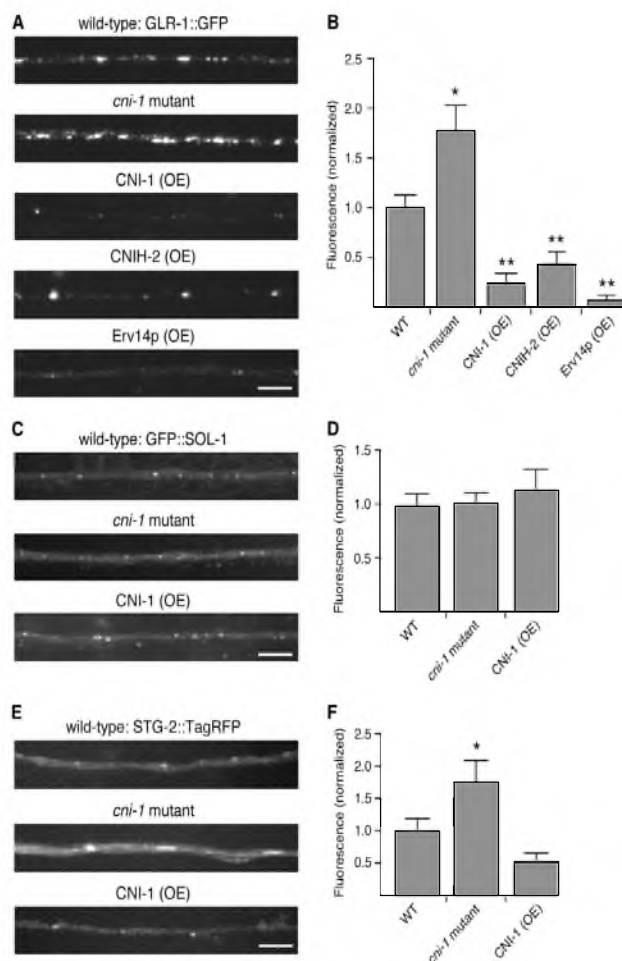 A
wild-type: GLR-1::GFP
cni-1 mutant
CNI-1 (OE)
CNIH-2 (OE)
Erv14p (OE)
B
Fluorescence (normalized)
2.5
2.0
1.5
1.0
0.5
*
**
**
**
WT
cni-1 mutant
CNI-1 (OE)
CNIH-2 (OE)
Erv14p (OE)
C
wild-type: GFP::SOL-1
cni-1 mutant
CNI-1 (OE)
D
Fluorescence (normalized)
1.5
1.0
0.5
WT
cni-1 mutant
CNI-1 (OE)
E
wild-type: STG-2::TagRFP
cni-1 mutant
CNI-1 (OE)
F
Fluorescence (normalized)
2.5
2.0
1.5
1.0
0.5
*
WT
cni-1 mutant
CNI-1 (OE)